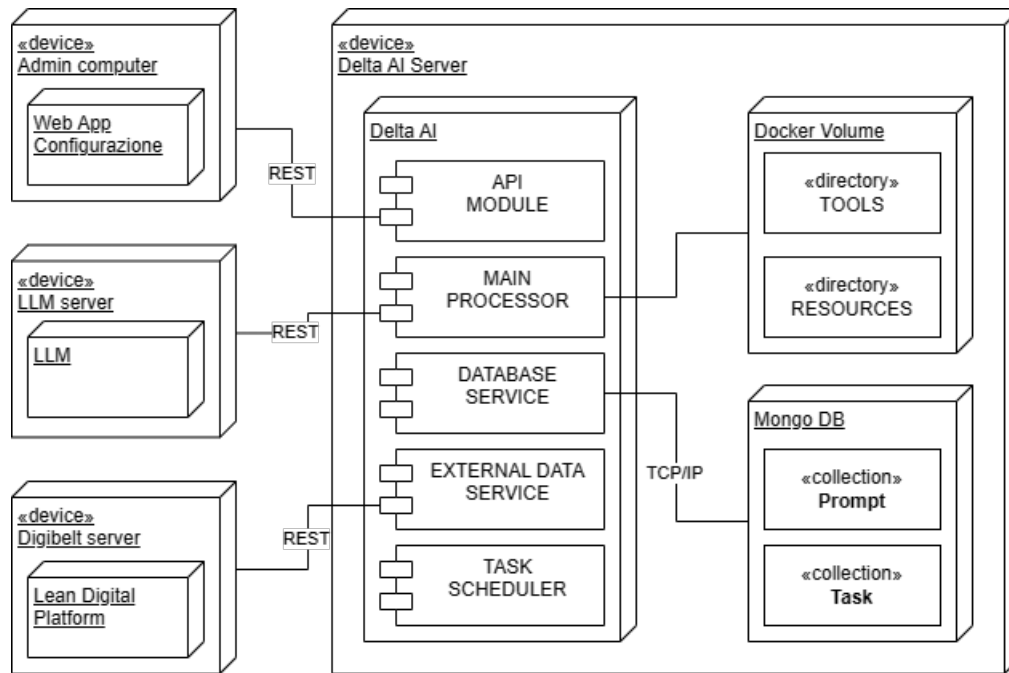 «device»
Admin computer
Web App
Configurazione
REST
«device»
LLM server
LLM
REST
«device»
Digibelt server
Lean Digital
Platform
REST
«device»
Delta AI Server
Delta AI
API
MODULE
MAIN
PROCESSOR
DATABASE
SERVICE
EXTERNAL DATA
SERVICE
TASK
SCHEDULER
TCP/IP
Docker Volume
«directory»
TOOLS
«directory»
RESOURCES
Mongo DB
«collection»
Prompt
«collection»
Task